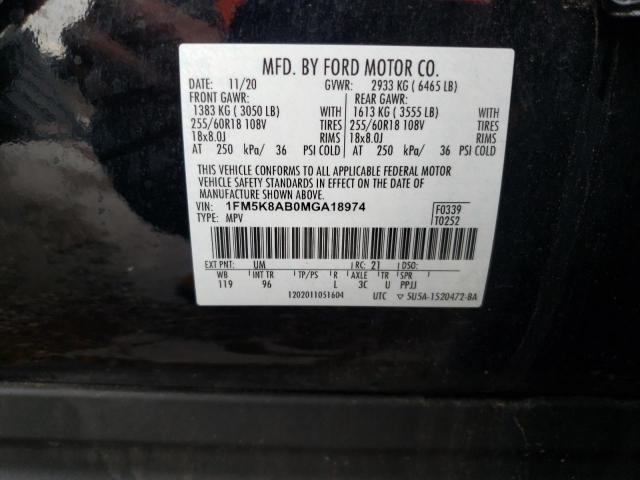 MFD. BY FORD MOTOR CO.
DATE: 11/20 GVWR: 2933 KG ( 6465 LB)
FRONT GAWR: REAR GAWR:
1383 KG ( 3050 LB) WITH 1613 KG ( 3555 LB) WITH
255/60R18 108V TIRES 255/60R18 108V TIRES
18x8.0J RIMS 18x8.0J RIMS
AT 250 kPa/ 36 PSI COLD AT 250 kPa/ 36 PSI COLD
THIS VEHICLE CONFORMS TO ALL APPLICABLE FEDERAL MOTOR
VEHICLE SAFETY STANDARDS IN EFFECT ON THE DATE OF
MANUFACTURE SHOWN ABOVE.
VIN: 1FM5K8AB0MGA18974 F0339
TYPE: MPV T0252
EXT PNT: UM RC: 21 DSO:
WB INT TR TP/PS R AXLE TR SPR
119 96 L 3C U PPJJ
1202011051604 UTC ▽ 5U5A-1520472-BA